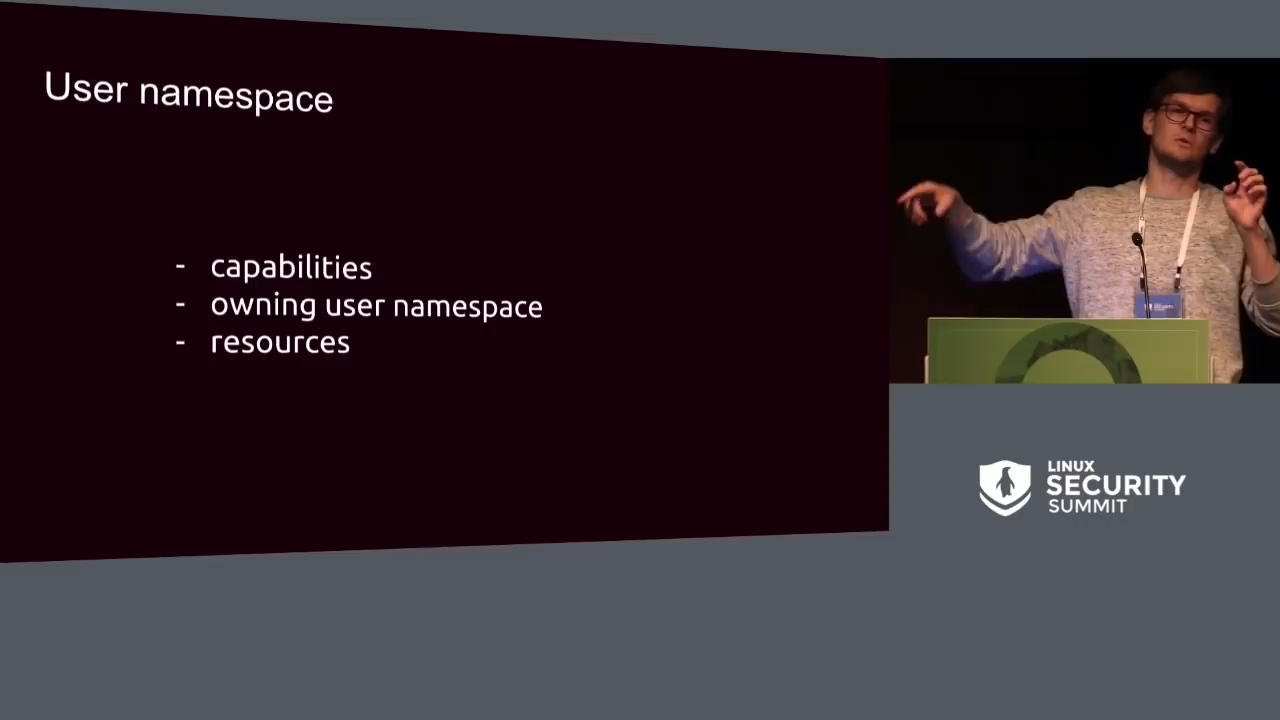 User namespace
- capabilities
- owning user namespace
- resources
LINUX
SECURITY
SUMMIT